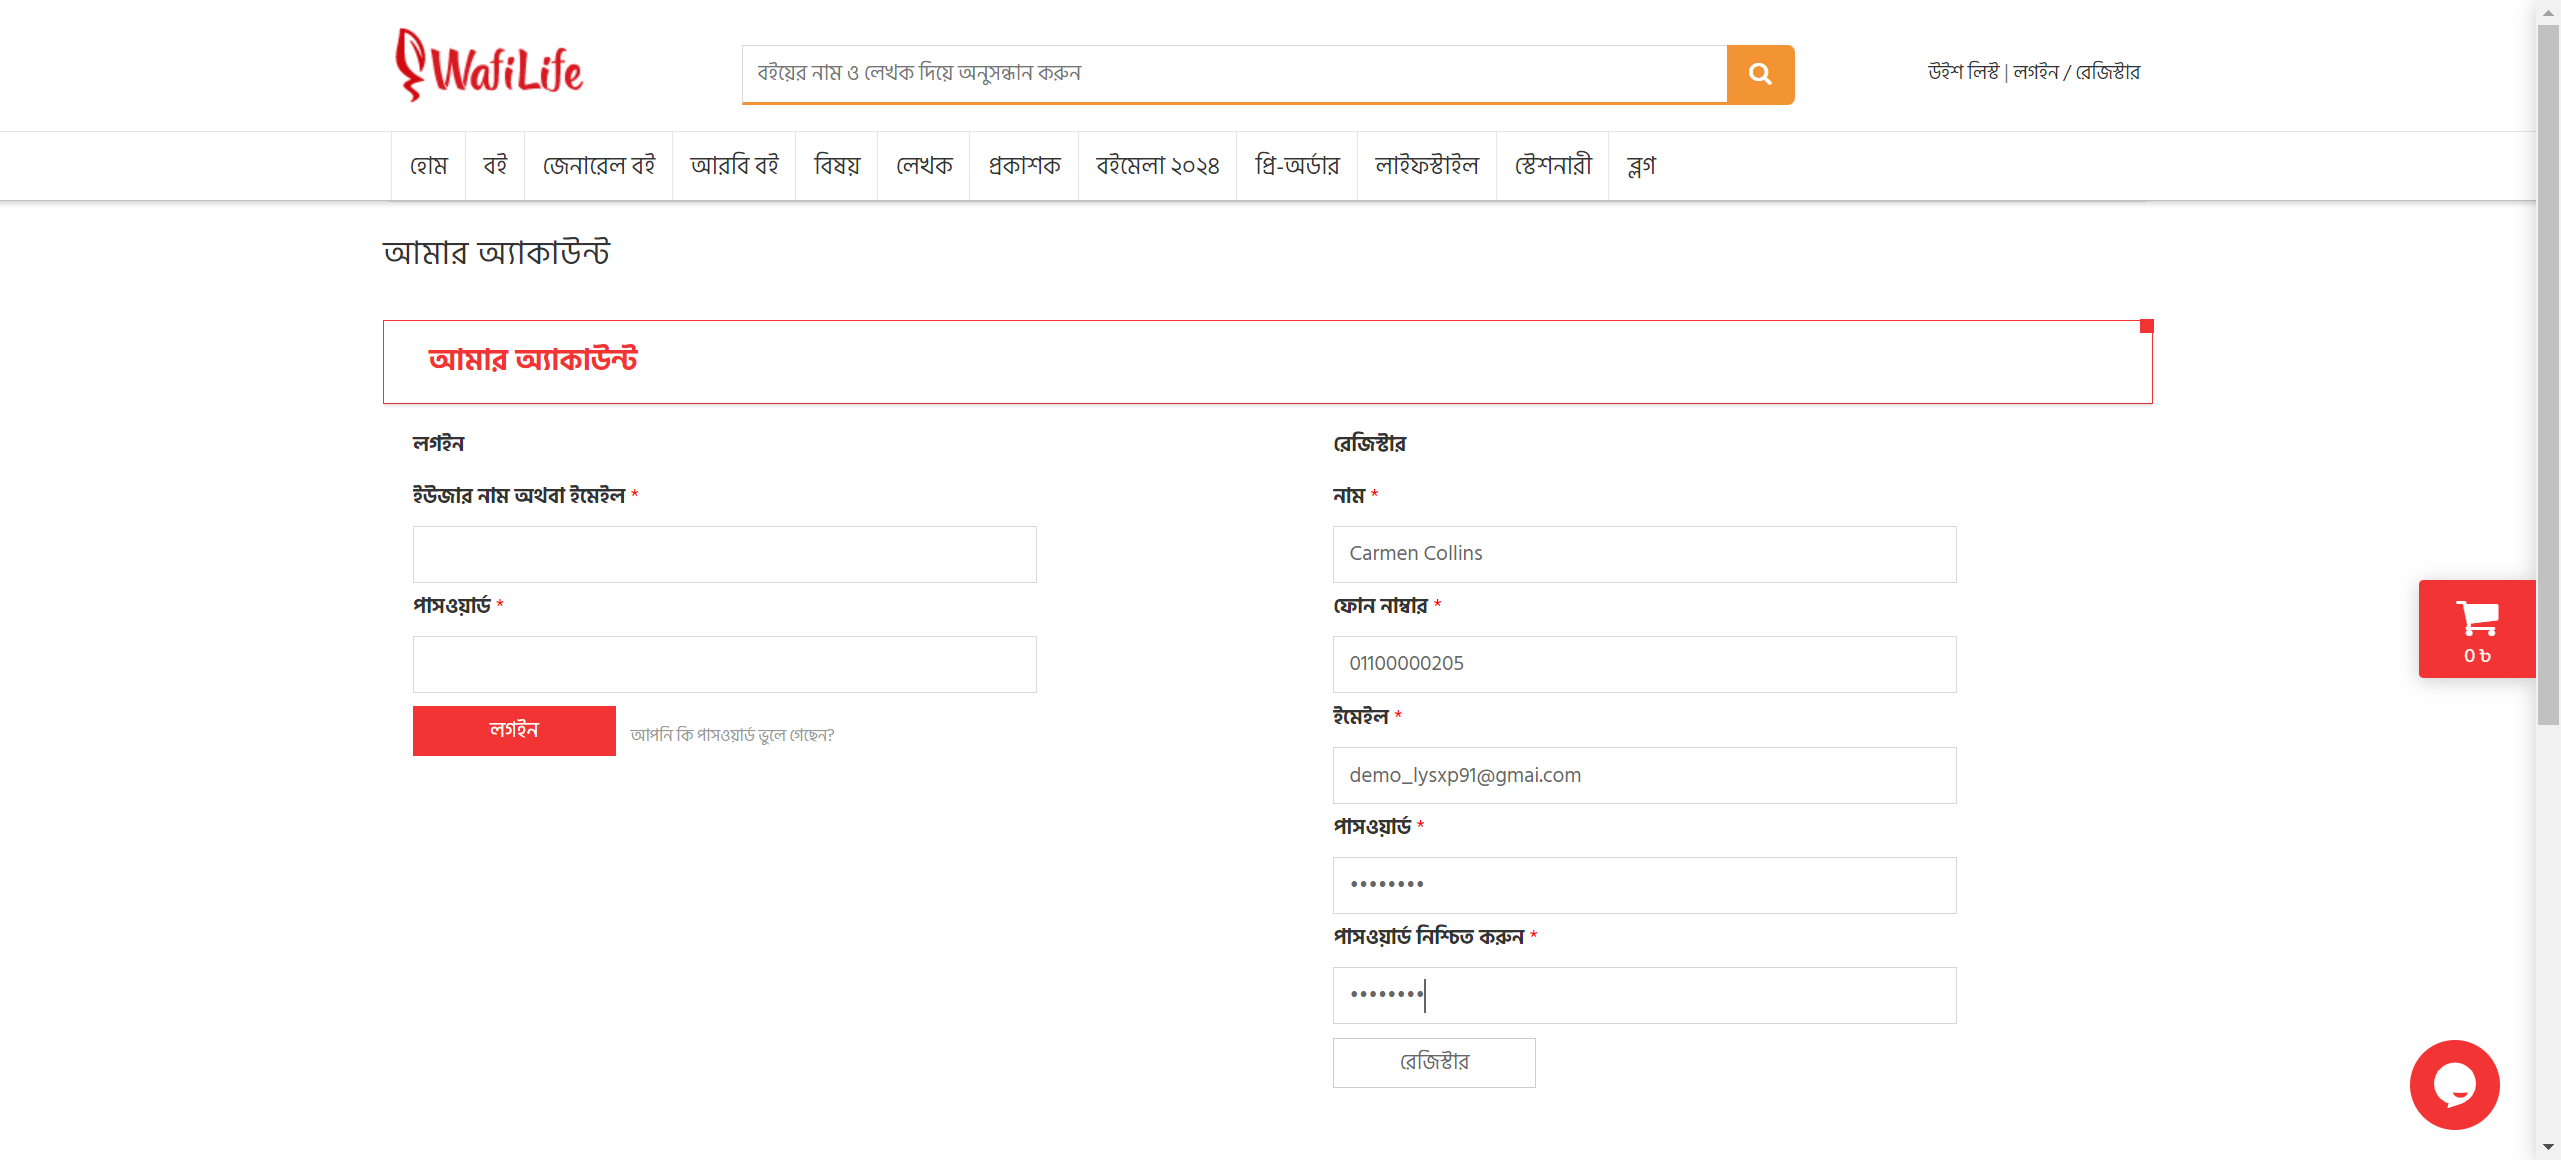 WafiLife
বইয়ের নাম ও লেখক দিয়ে অনুসন্ধান করুন
উইশ লিস্ট | লগইন / রেজিস্টার
হোম বই জেনারেল বই আরবি বই বিষয় লেখক প্রকাশক বইমেলা ২০২৪ প্রি-অর্ডার লাইফস্টাইল স্টেশনারী ব্লগ
আমার অ্যাকাউন্ট
আমার অ্যাকাউন্ট
লগইন
ইউজার নাম অথবা ইমেইল *
পাসওয়ার্ড *
লগইন
আপনি কি পাসওয়ার্ড ভুলে গেছেন?
রেজিস্টার
নাম *
Carmen Collins
ফোন নাম্বার *
01100000205
ইমেইল *
demo_lysxp91@gmai.com
পাসওয়ার্ড *
••••••••
পাসওয়ার্ড নিশ্চিত করুন *
••••••••
রেজিস্টার
0 ৳